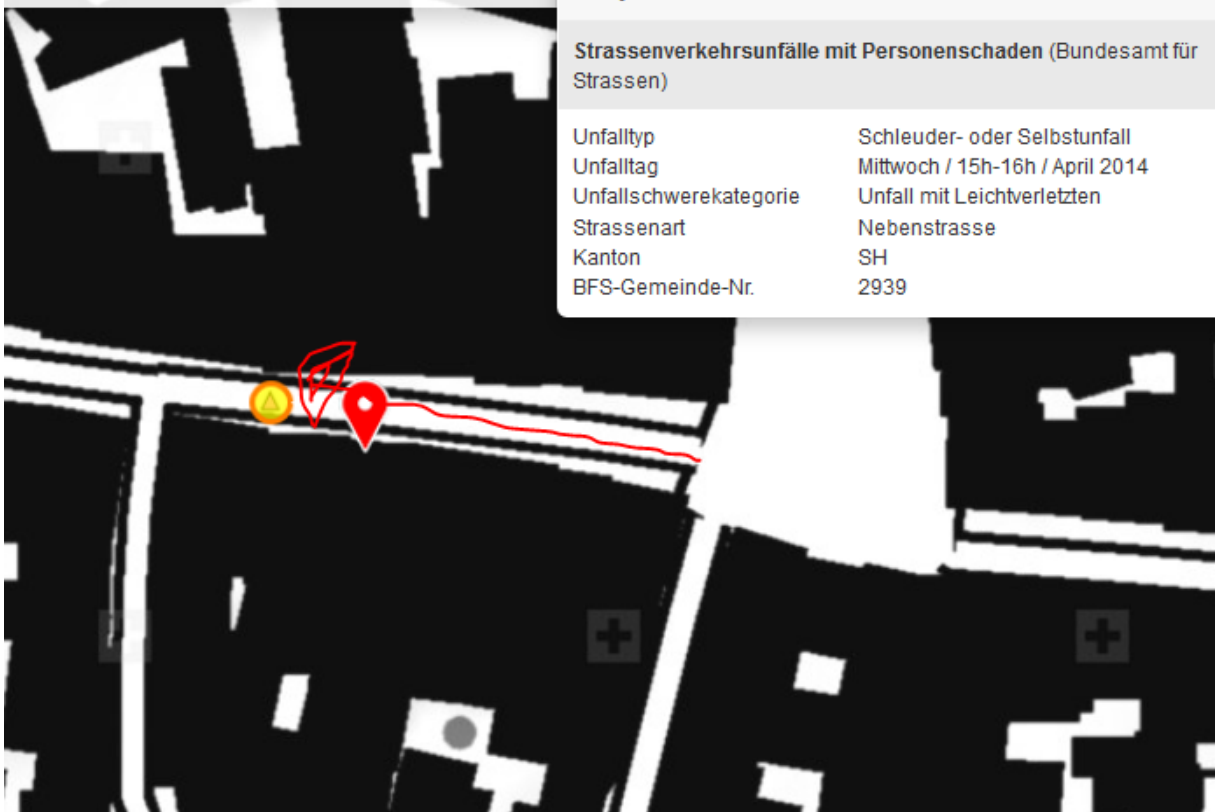 Strassenverkehrsunfälle mit Personenschaden (Bundesamt für
Strassen)
Unfalltyp Schleuder- oder Selbstunfall
Unfalltag Mittwoch / 15h-16h / April 2014
Unfallschwerekategorie Unfall mit Leichtverletzten
Strassenart Nebenstrasse
Kanton SH
BFS-Gemeinde-Nr. 2939